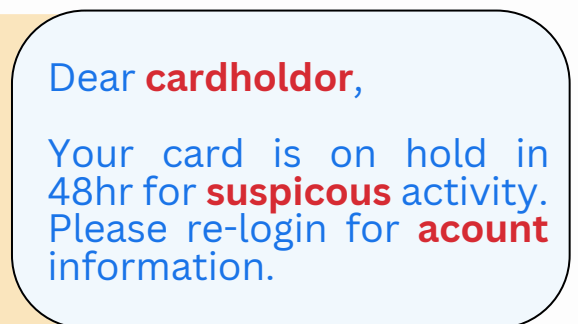 Dear cardholdor,
Your card is on hold in
48hr for suspicous activity.
Please re-login for acount
information.